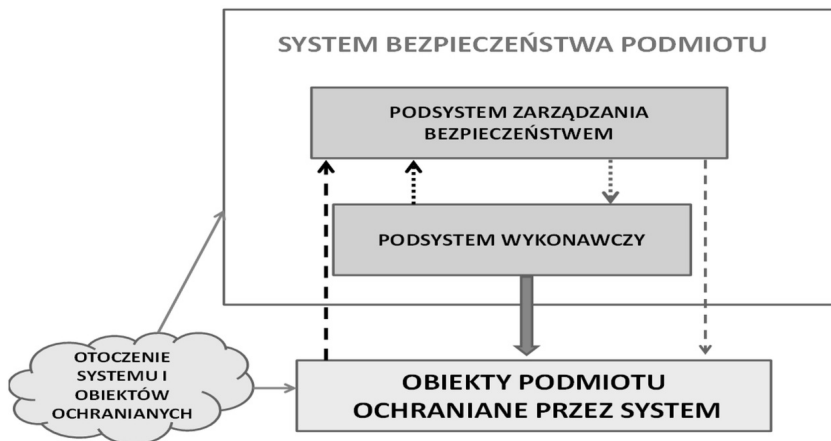 SYSTEM BEZPIECZEŃSTWA PODMIOTU
PODSYSTEM ZARZĄDZANIA
BEZPIECZEŃSTWEM
PODSYSTEM WYKONAWCZY
OTOCZENIE
SYSTEMU I
OBIEKTÓW
OCHRANIANYCH
OBIEKTY PODMIOTU
OCHRANIANE PRZEZ SYSTEM